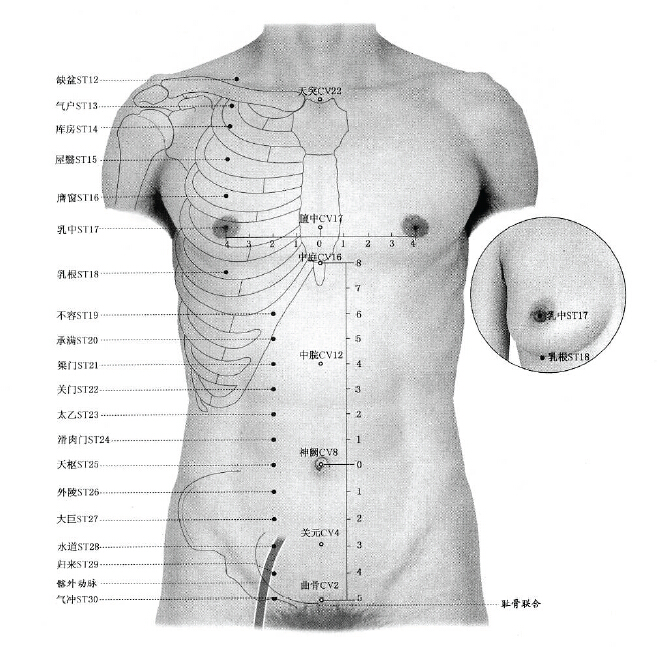 缺盆ST12
气户ST13
库房ST14
屋翳ST15
膺窗ST16
乳中ST17
乳根ST18
不容ST19
承满ST20
梁门ST21
关门ST22
太乙ST23
滑肉门ST24
天枢ST25
外陵ST26
大巨ST27
水道ST28
归来ST29
髂外动脉
气冲ST30
天突CV22
膻中CV17
4 2 1 0 1 2 3 4
中庭CV16
8
7
6
5
中脘CV12
4
3
2
1
神阙CV8
0
1
2
关元CV4
3
4
曲骨CV2
5
耻骨联合
乳中ST17
乳根ST18